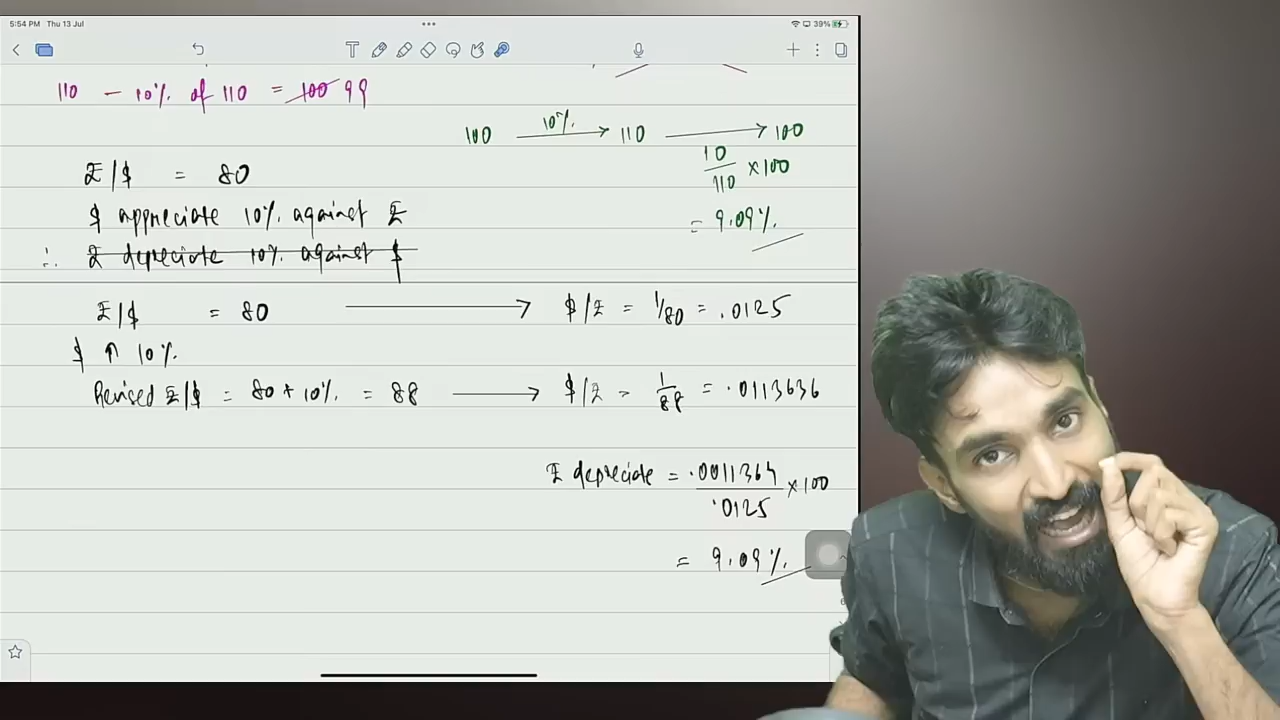 5:54 PM Thu 13 Jul
39%
110 — 10% of 110 = 100 99
100 10% → 110 → 100
10/110 × 100
= 9.09%
₹/$ = 80
$ appreciate 10% against ₹
∴ ₹ depreciate 10% against $
₹/$ = 80 → $/₹ = 1/80 = .0125
$ ↑ 10%
Revised ₹/$ = 80 + 10% = 88 → $/₹ = 1/88 = .0113636
₹ depreciate = .0011364/.0125 × 100
= 9.09%